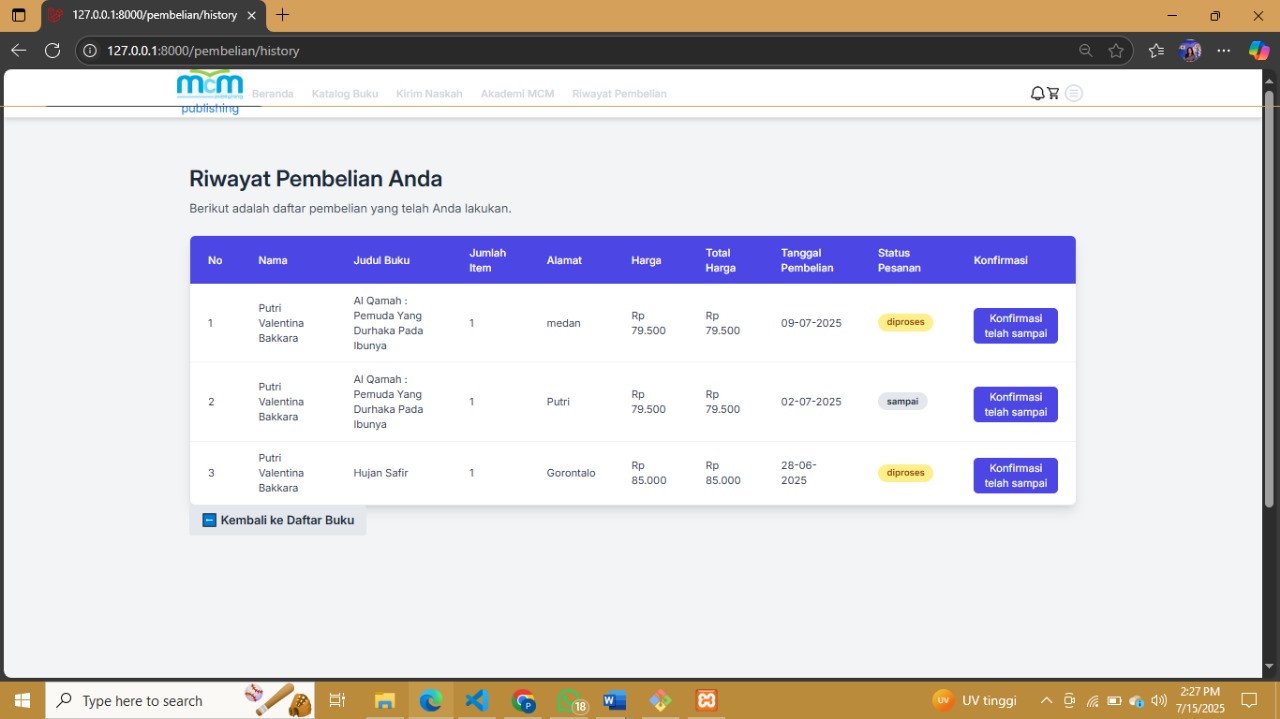 127.0.0.1:8000/pembelian/history
127.0.0.1:8000/pembelian/history
mcm
publishing
Beranda Katalog Buku Kirim Naskah Akademi MCM Riwayat Pembelian
Riwayat Pembelian Anda
Berikut adalah daftar pembelian yang telah Anda lakukan.
No Nama Judul Buku Jumlah Item Alamat Harga Total Harga Tanggal Pembelian Status Pesanan Konfirmasi
1 Putri Valentina Bakkara Al Qamah : Pemuda Yang Durhaka Pada Ibunya 1 medan Rp 79.500 Rp 79.500 09-07-2025 diproses Konfirmasi telah sampai
2 Putri Valentina Bakkara Al Qamah : Pemuda Yang Durhaka Pada Ibunya 1 Putri Rp 79.500 Rp 79.500 02-07-2025 sampai Konfirmasi telah sampai
3 Putri Valentina Bakkara Hujan Safir 1 Gorontalo Rp 85.000 Rp 85.000 28-06-2025 diproses Konfirmasi telah sampai
Kembali ke Daftar Buku
Type here to search
18
UV UV tinggi
2:27 PM
7/15/2025